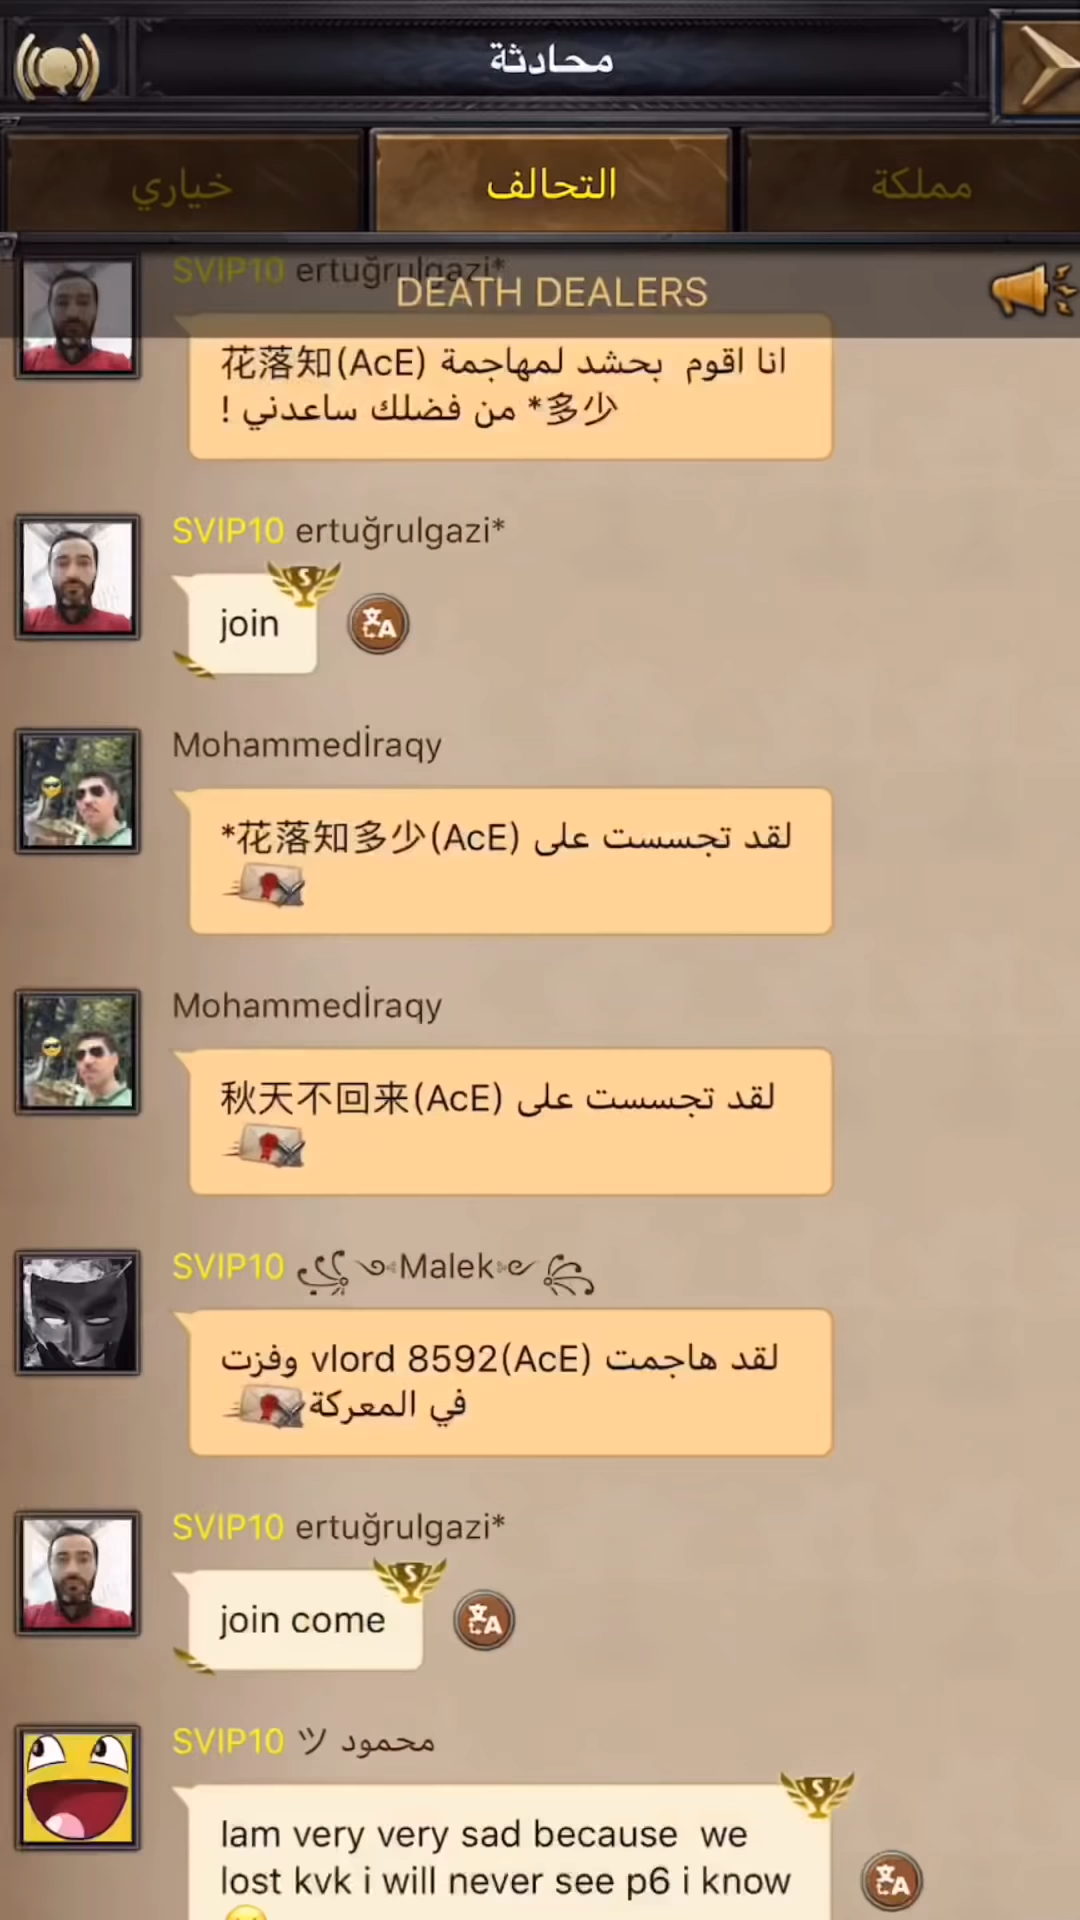 محادثة
خياري
التحالف
مملكة
SVIP10 ertuğrulgazi*
DEATH DEALERS
انا اقوم بحشد لمهاجمة (AcE)花落知
多少* من فضلك ساعدني !
SVIP10 ertuğrulgazi*
join
Mohammedİraqy
لقد تجسست على (AcE)花落知多少*
Mohammedİraqy
لقد تجسست على (AcE)秋天不回来
SVIP10 ꧁༺Malek༻꧂
لقد هاجمت vlord 8592(AcE) وفزت
في المعركة
SVIP10 ertuğrulgazi*
join come
SVIP10 ツ محمود
Iam very very sad because we
lost kvk i will never see p6 i know